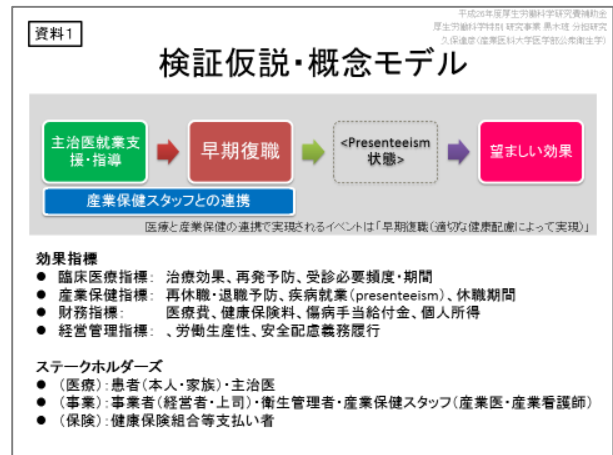 平成26年度厚生労働科学研究費補助金
厚生労働科学特別 研究事業 黒木班 分担研究
久保達彦(産業医科大学医学部公衆衛生学)
資料1
検証仮説・概念モデル
主治医就業支
援・指導
早期復職
<Presenteeism
状態>
望ましい効果
産業保健スタッフとの連携
医療と産業保健の連携で実現されるイベントは「早期復職(適切な健康配慮によって実現)」
効果指標
● 臨床医療指標: 治療効果、再発予防、受診必要頻度・期間
● 産業保健指標: 再休職・退職予防、疾病就業(presenteeism)、休職期間
● 財務指標: 医療費、健康保険料、傷病手当給付金、個人所得
● 経営管理指標: 、労働生産性、安全配慮義務履行
ステークホルダーズ
● (医療):患者(本人・家族)・主治医
● (事業):事業者(経営者・上司)・衛生管理者・産業保健スタッフ(産業医・産業看護師)
● (保険):健康保険組合等支払い者